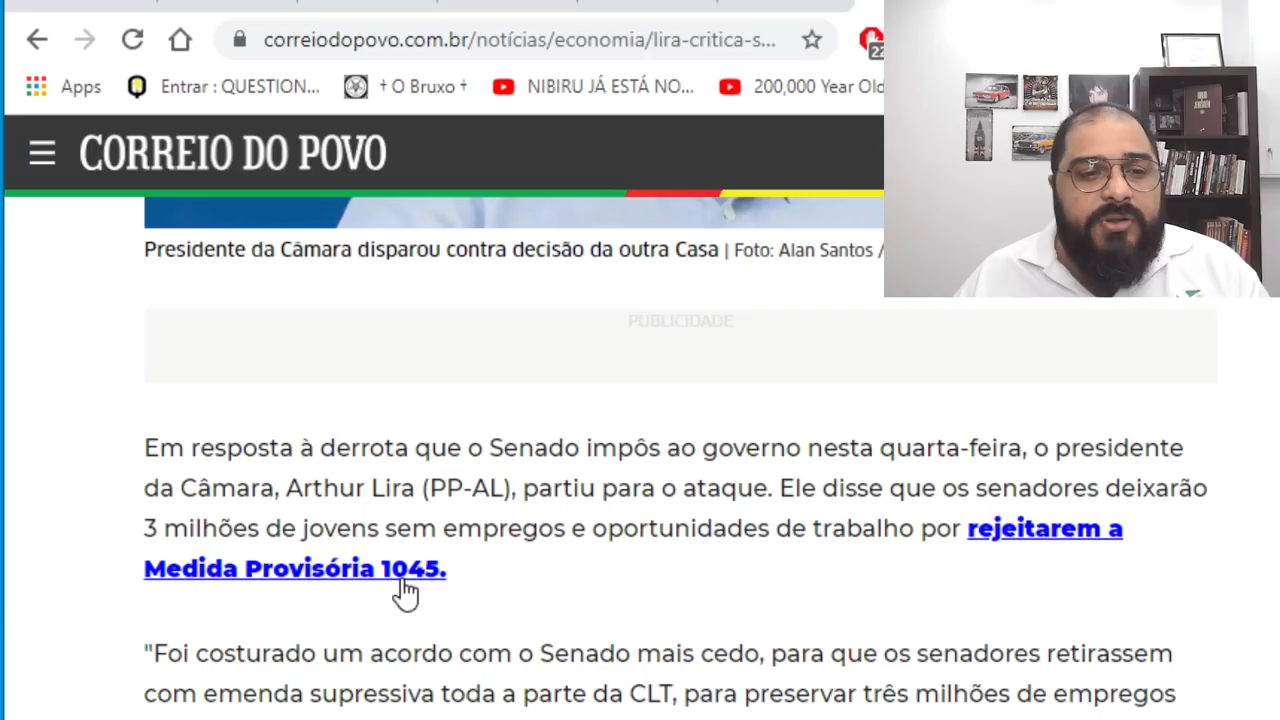 correiodopovo.com.br/notícias/economia/lira-critica-s...
22
Apps
Entrar : QUESTION...
† O Bruxo †
NIBIRU JÁ ESTÁ NO...
200,000 Year Old
CORREIO DO POVO
Presidente da Câmara disparou contra decisão da outra Casa | Foto: Alan Santos /
PUBLICIDADE
Em resposta à derrota que o Senado impôs ao governo nesta quarta-feira, o presidente
da Câmara, Arthur Lira (PP-AL), partiu para o ataque. Ele disse que os senadores deixarão
3 milhões de jovens sem empregos e oportunidades de trabalho por rejeitarem a
Medida Provisória 1045.
"Foi costurado um acordo com o Senado mais cedo, para que os senadores retirassem
com emenda supressiva toda a parte da CLT, para preservar três milhões de empregos